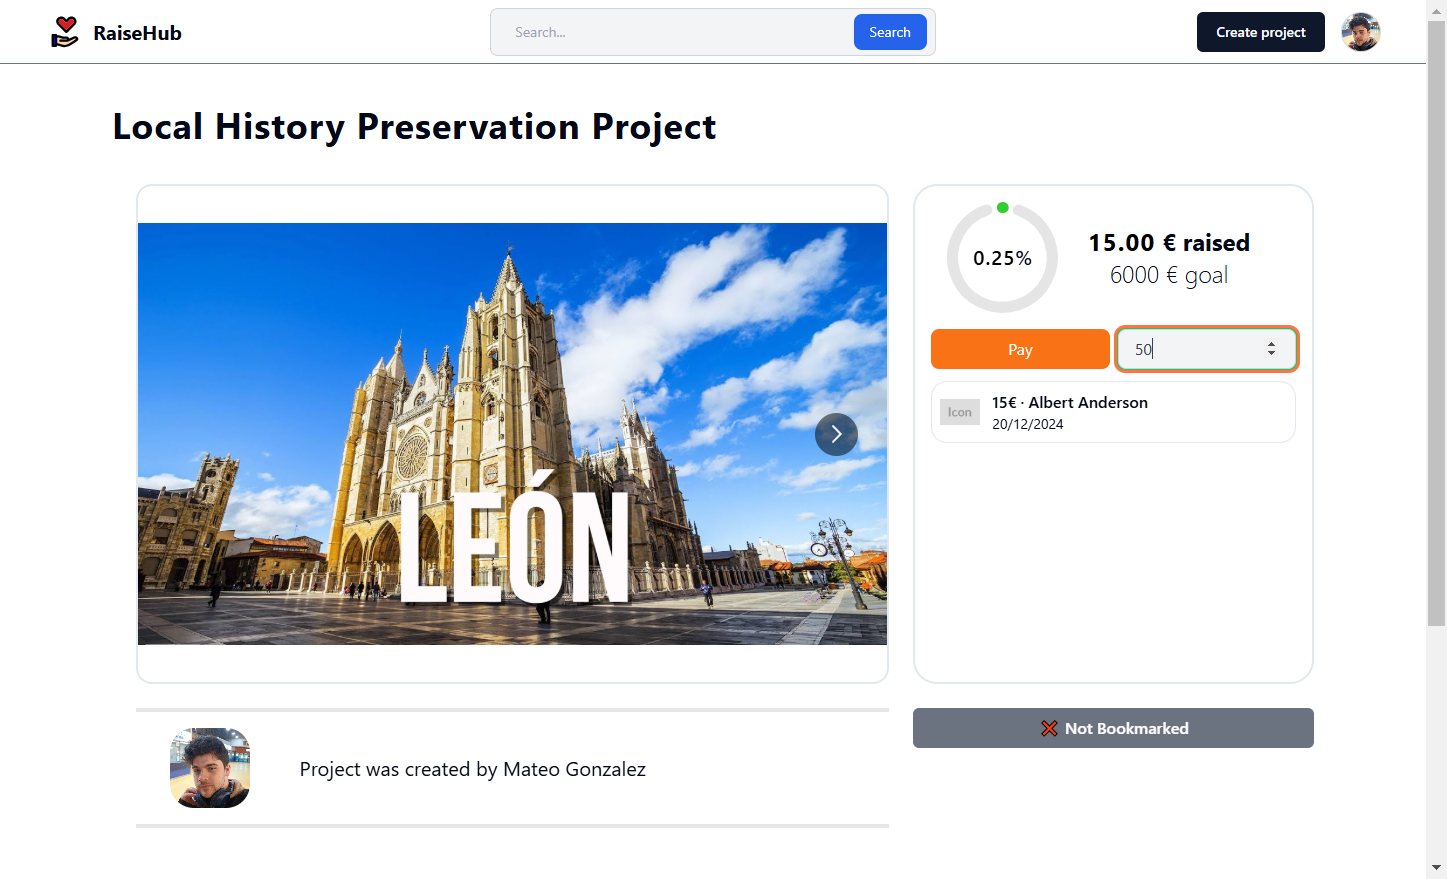 RaiseHub
Search...
Search
Create project
Local History Preservation Project
LEÓN
0.25%
15.00 € raised
6000 € goal
Pay
50
Icon
15€ · Albert Anderson
20/12/2024
Project was created by Mateo Gonzalez
Not Bookmarked